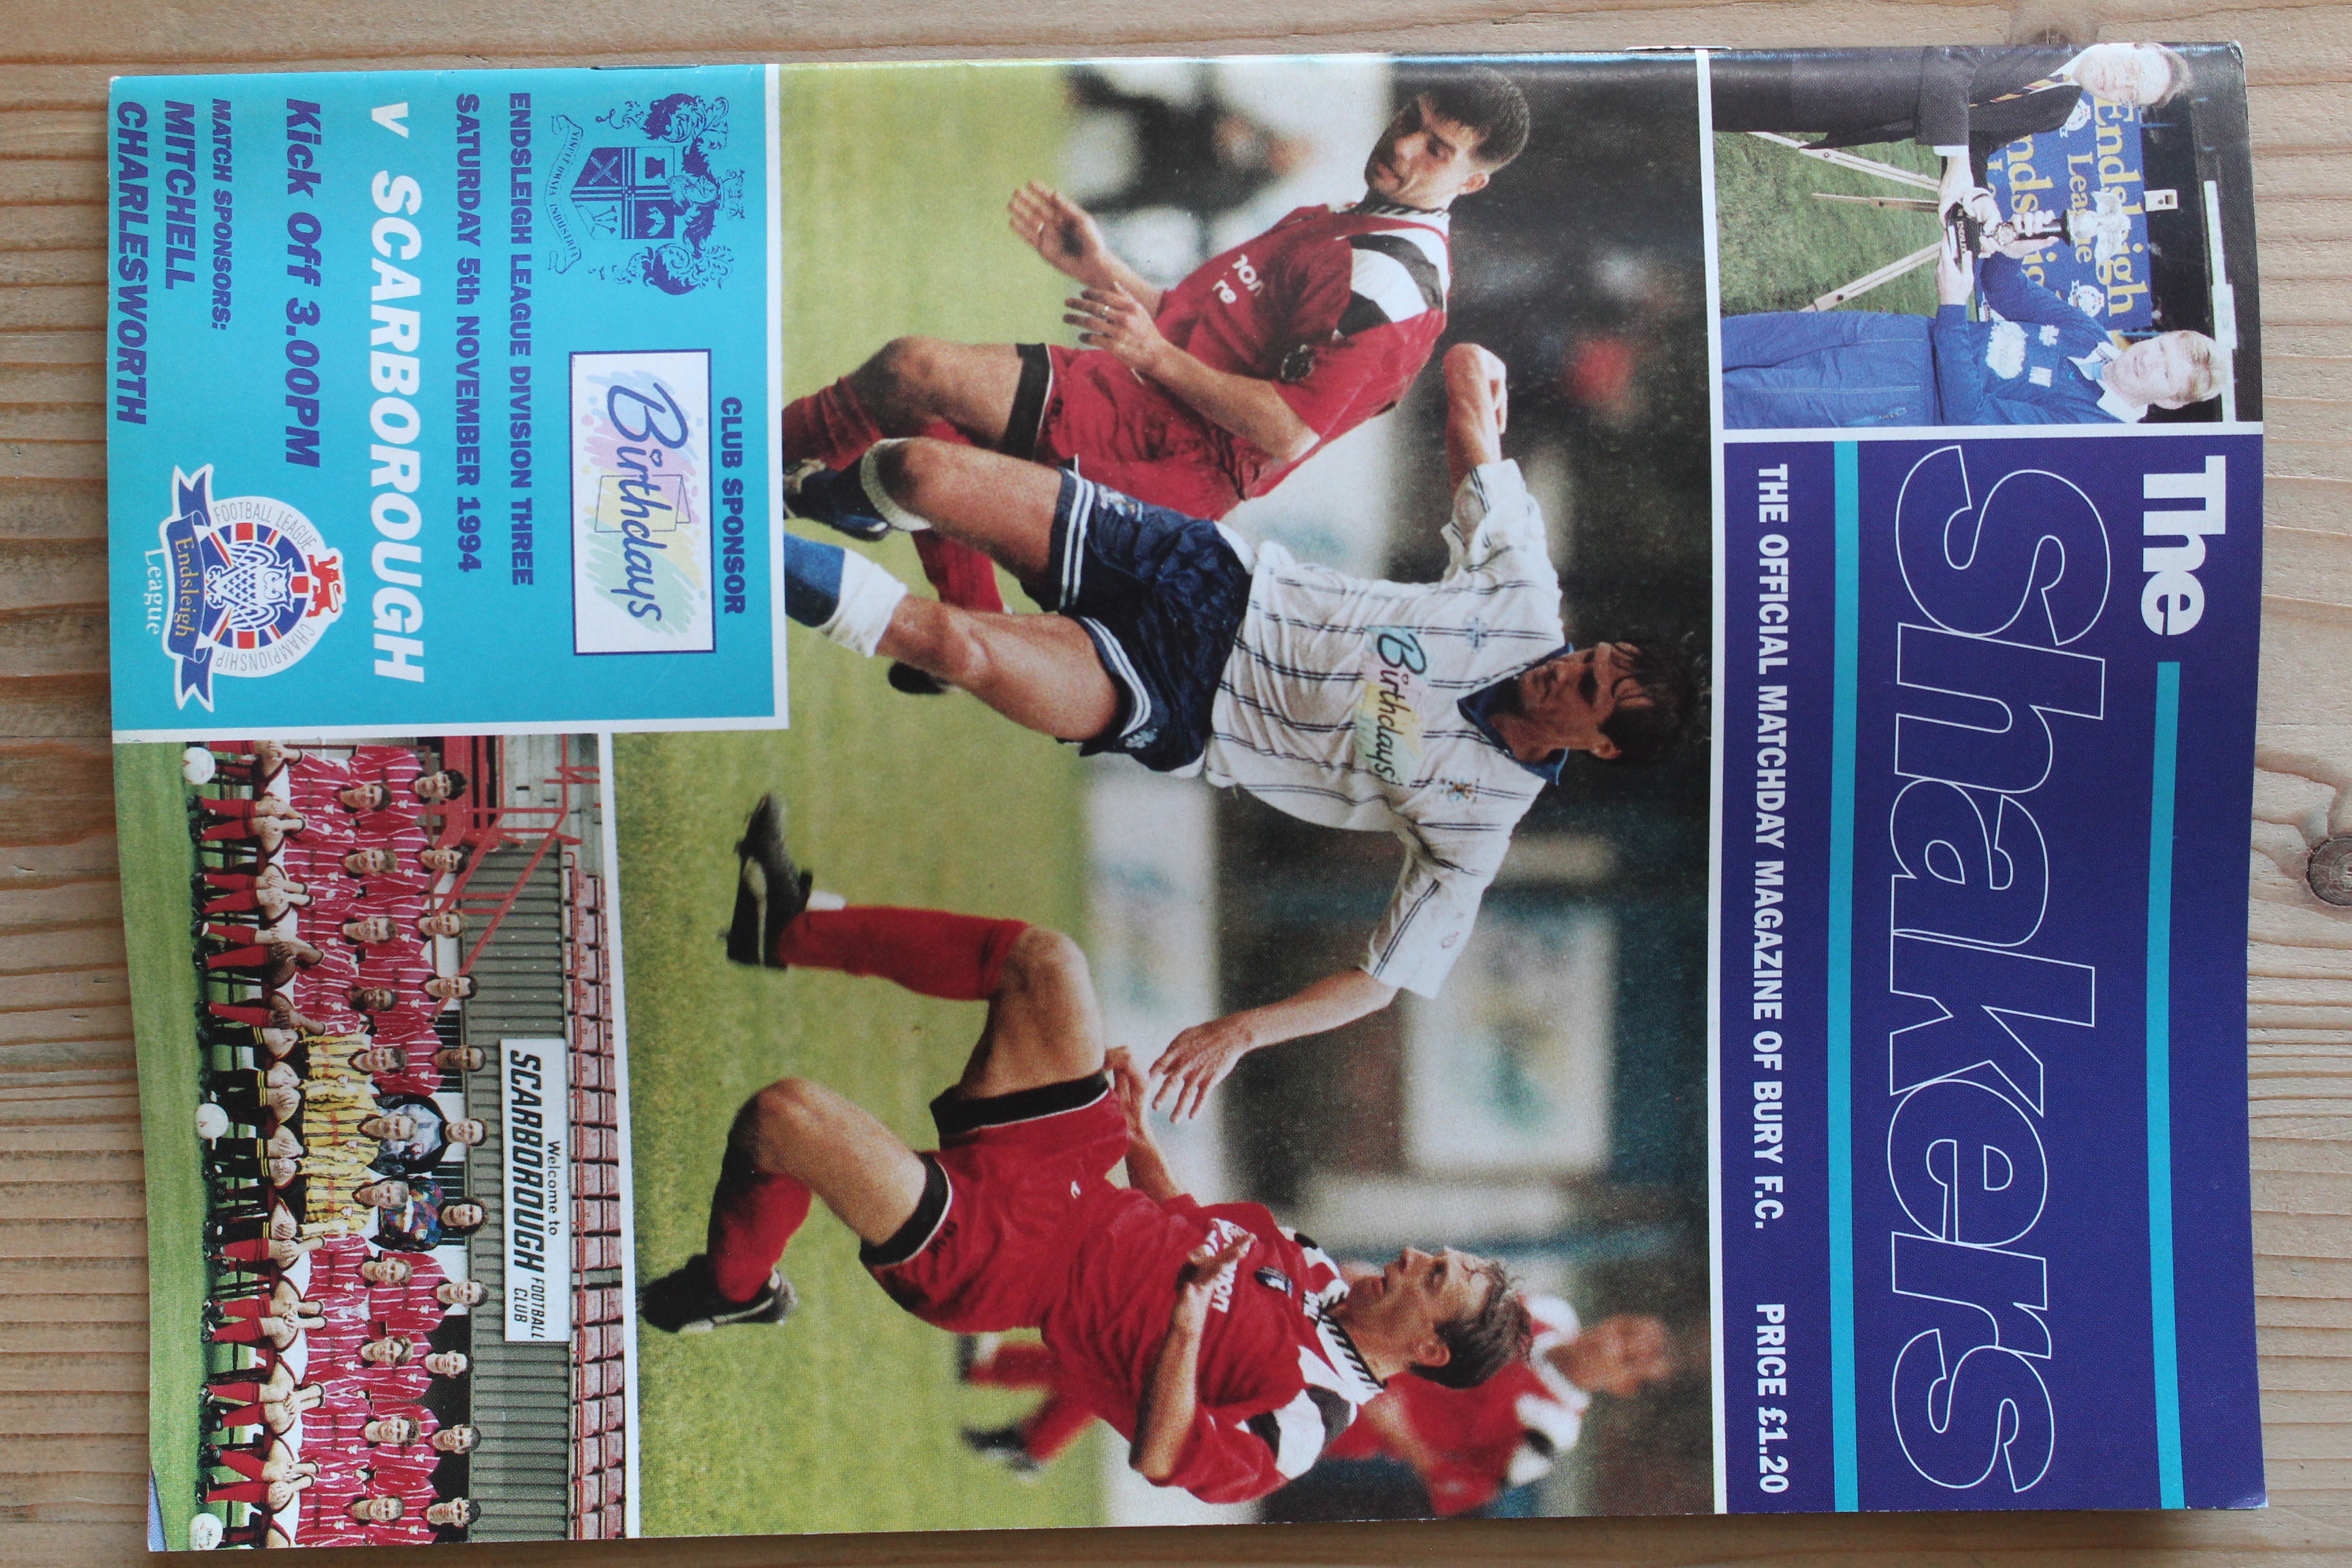 The
Shakers
THE OFFICIAL MATCHDAY MAGAZINE OF BURY F.C. PRICE £1.20
Endsleigh
League
Birthdays
CLUB SPONSOR
Birthdays
ENDSLEIGH LEAGUE DIVISION THREE
SATURDAY 5th NOVEMBER 1994
v SCARBOROUGH
Kick Off 3.00PM
MATCH SPONSORS:
MITCHELL
CHARLESWORTH
FOOTBALL LEAGUE
CHAMPIONSHIP
Endsleigh
League
Welcome to
SCARBOROUGH FOOTBALL CLUB